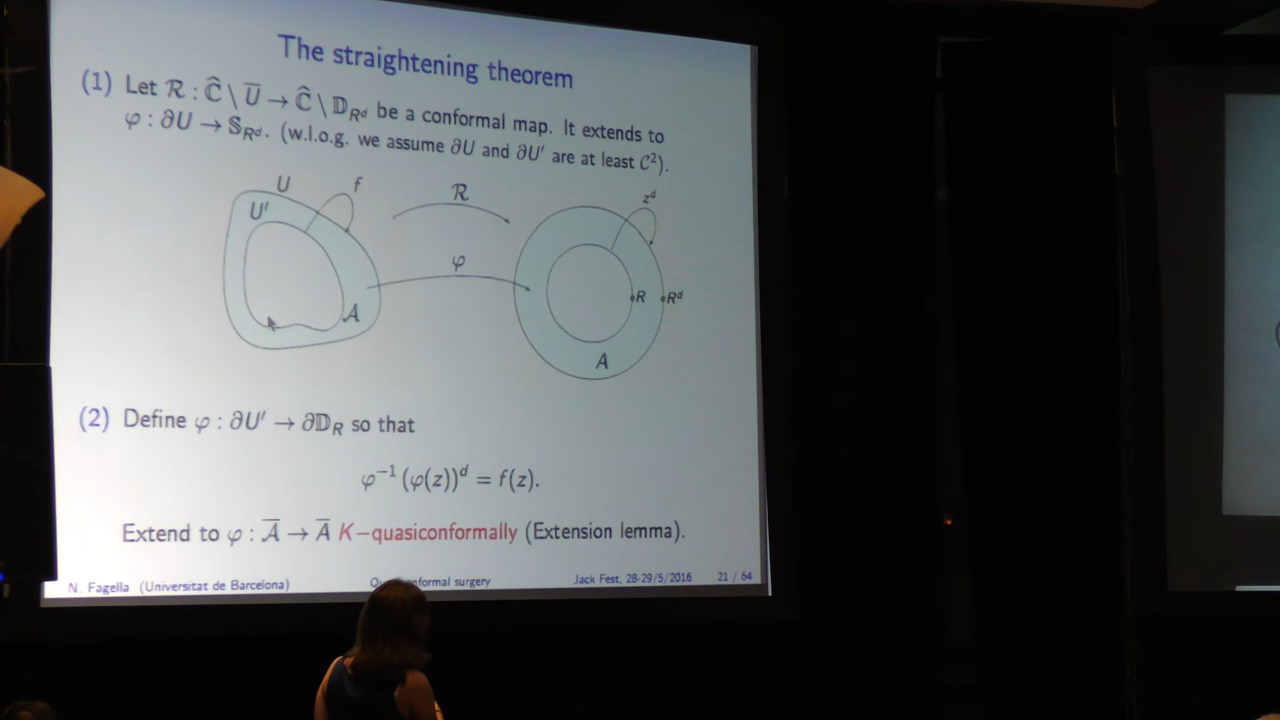 The straightening theorem
(1) Let ℛ : Ĉ \ U̅ → Ĉ \ 𝔻_{R^d} be a conformal map. It extends to
φ : ∂U → 𝕊_{R^d}. (w.l.o.g. we assume ∂U and ∂U′ are at least 𝒞²).
U f ℛ z^d
U′
φ
R R^d
A
A
(2) Define φ : ∂U′ → ∂𝔻_R so that
φ⁻¹(φ(z))^d = f(z).
Extend to φ : A̅ → A̅ K−quasiconformally (Extension lemma).
N. Fagella (Universitat de Barcelona) surgery Jack Fest, 28-29/5/2016 21 / 64